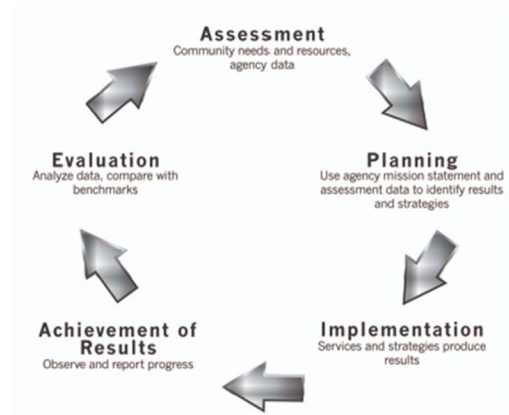 Assessment
Community needs and resources,
agency data
Planning
Use agency mission statement and
assessment data to identify results
and strategies
Implementation
Services and strategies produce
results
Achievement of
Results
Observe and report progress
Evaluation
Analyze data, compare with
benchmarks